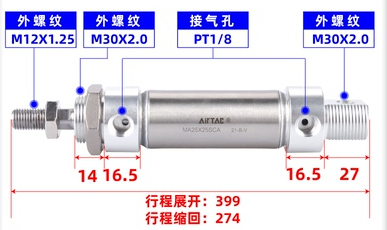 外螺纹
M12X1.25
外螺纹
M30X2.0
接气孔
PT1/8
外螺纹
M30X2.0
AIRTAC
MA25X25SCA
14
16.5
16.5
27
行程展开：399
行程缩回：274